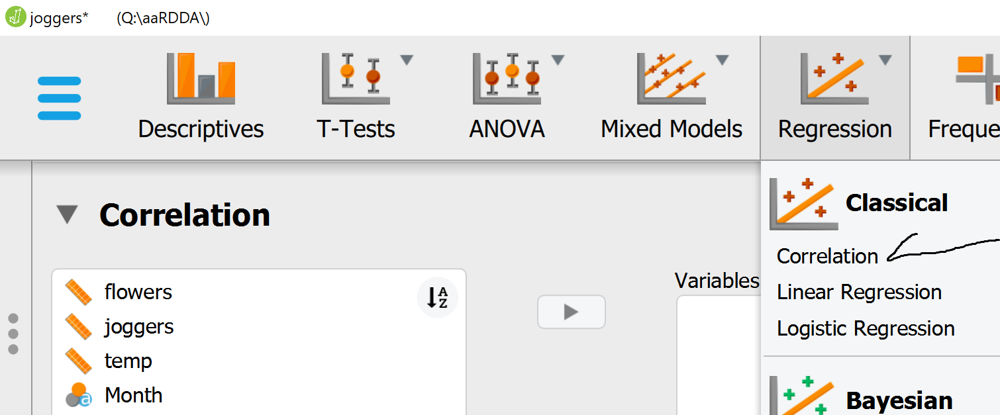 joggers* (Q:\aaRDDA\)
Descriptives T-Tests ANOVA Mixed Models Regression
Correlation
flowers
joggers
temp
Month
A
Z
Variables
Classical
Correlation
Linear Regression
Logistic Regression
Bayesian